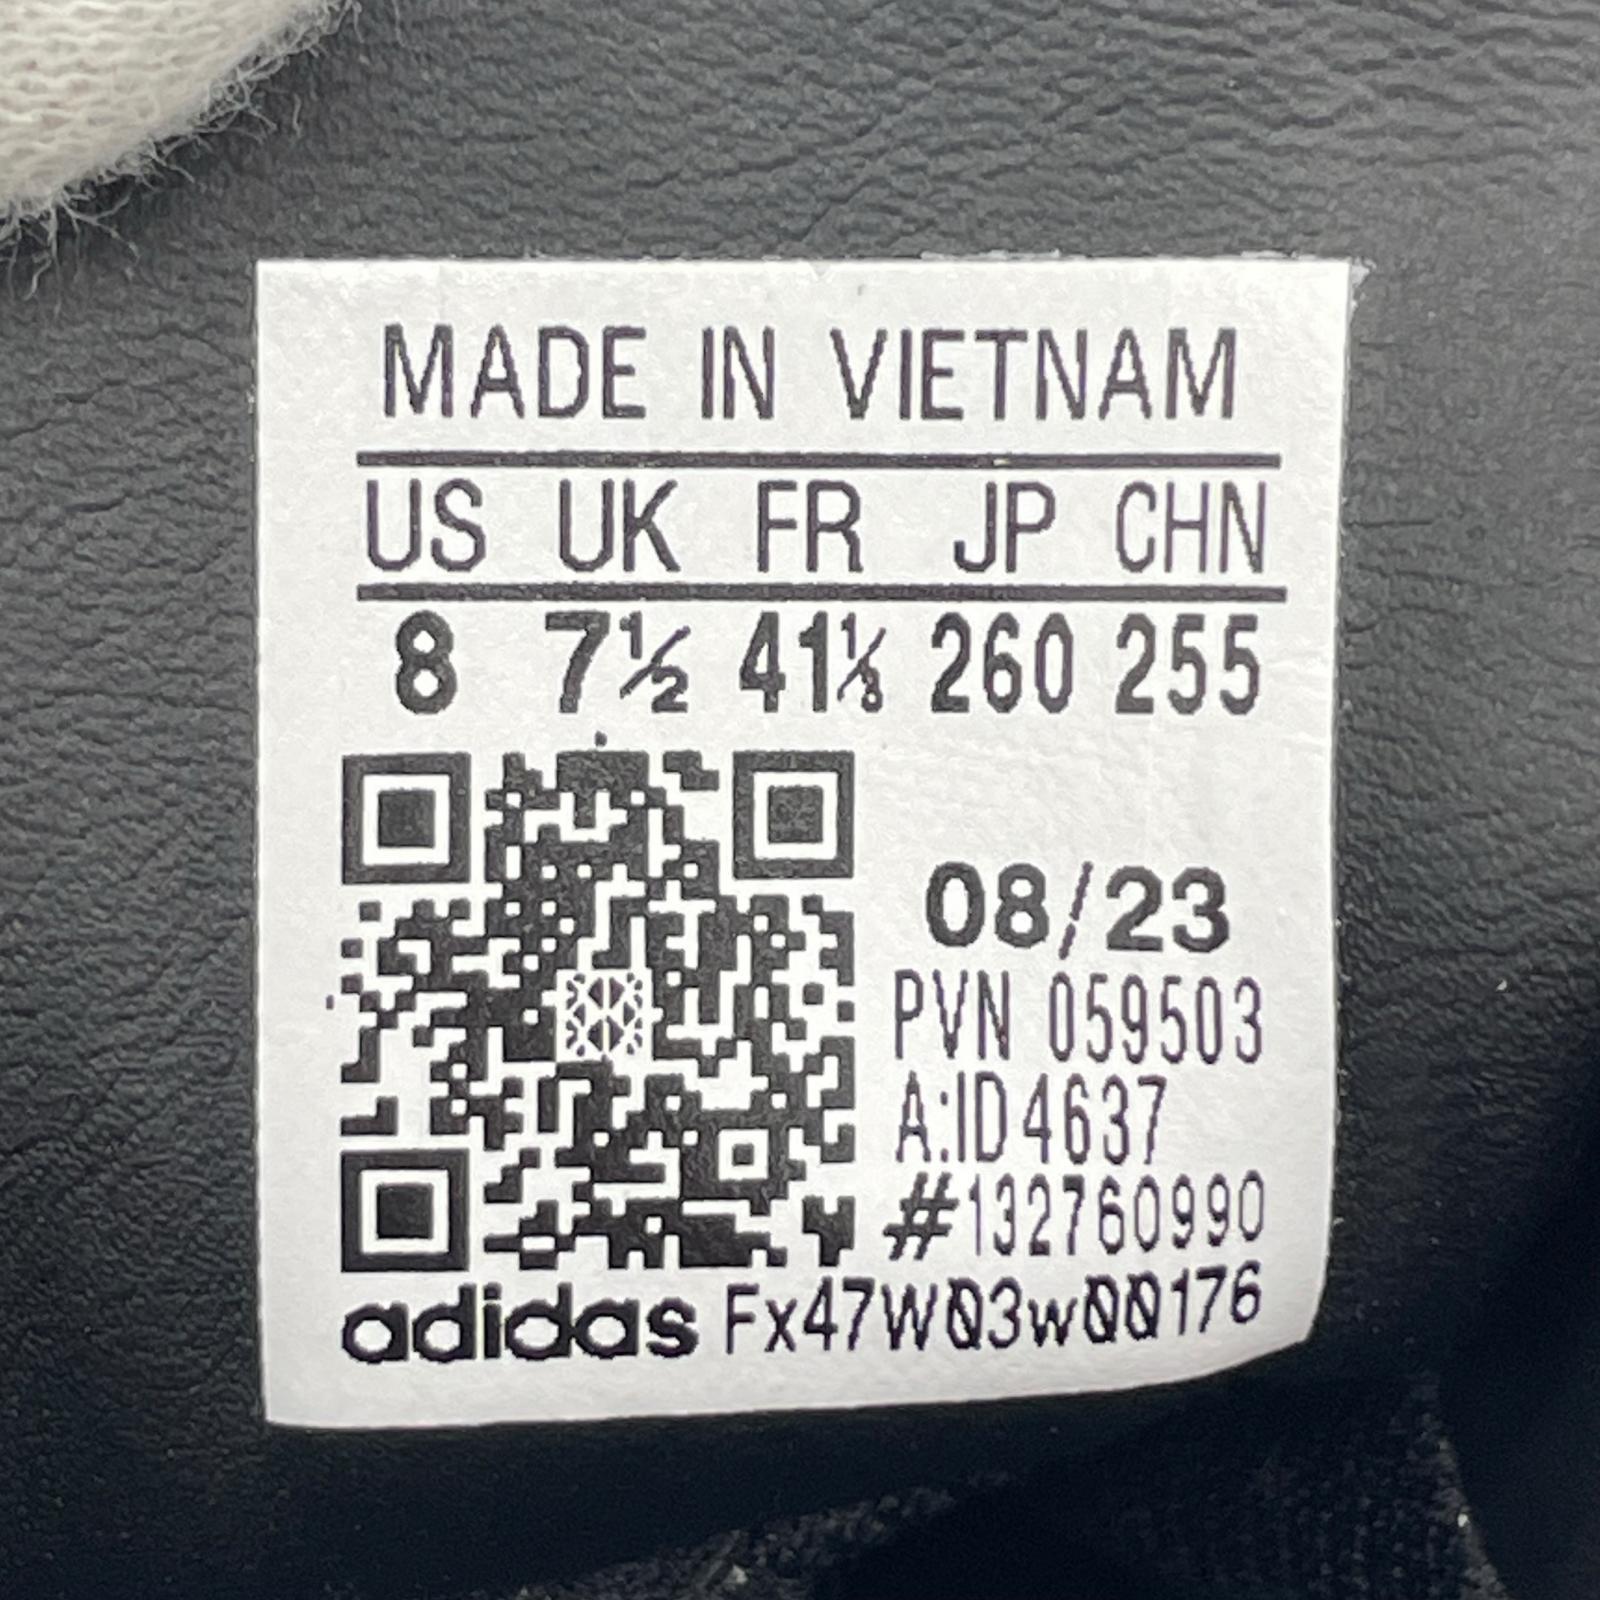 MADE IN VIETNAM
US UK FR JP CHN
8 7½ 41⅓ 260 255
08/23
PVN 059503
A:ID4637
#132760990
adidas Fx47W03w00176